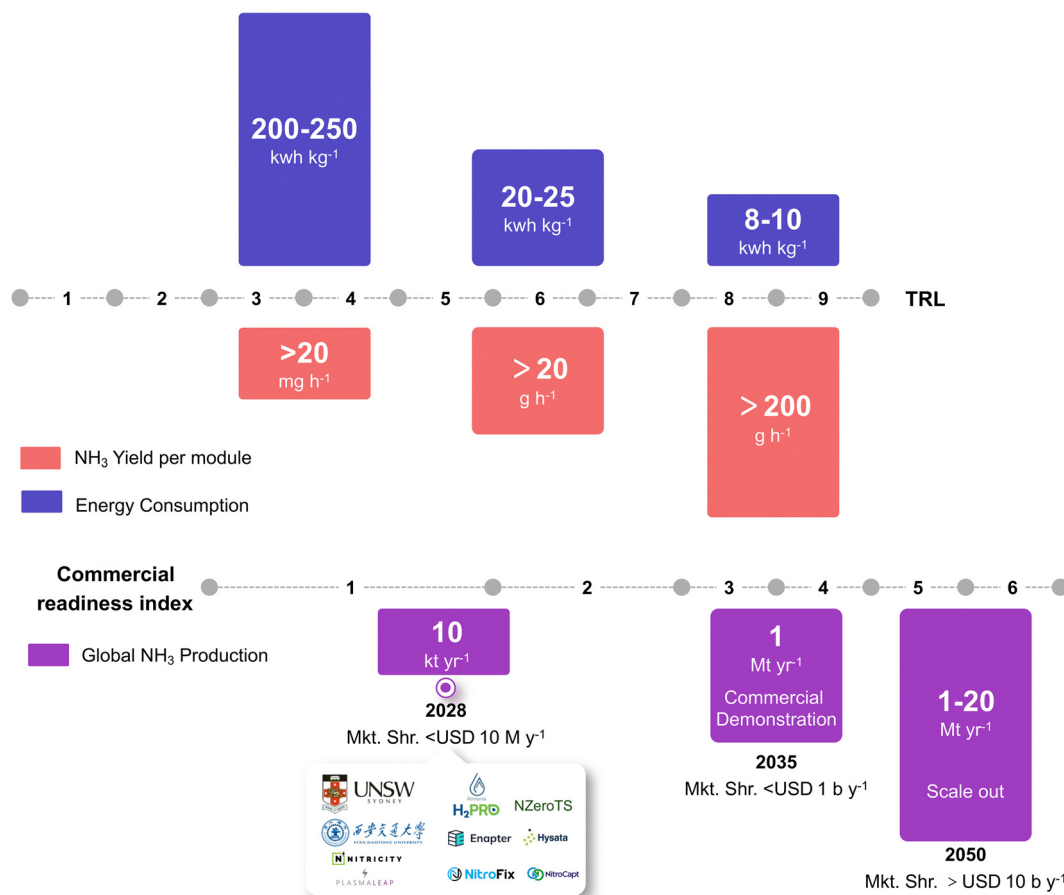 200-250
kwh kg⁻¹
20-25
kwh kg⁻¹
8-10
kwh kg⁻¹
1 2 3 4 5 6 7 8 9 TRL
>20
mg h⁻¹
> 20
g h⁻¹
> 200
g h⁻¹
NH₃ Yield per module
Energy Consumption
Commercial
readiness index
1 2 3 4 5 6
Global NH₃ Production
10
kt yr⁻¹
2028
Mkt. Shr. <USD 10 M y⁻¹
1
Mt yr⁻¹
Commercial
Demonstration
2035
Mkt. Shr. <USD 1 b y⁻¹
1-20
Mt yr⁻¹
Scale out
2050
Mkt. Shr. > USD 10 b y⁻¹
UNSW
SYDNEY
西安交通大学
XI'AN JIAOTONG UNIVERSITY
N NITRICITY
PLASMALEAP
Atmonia
H₂PRO
NZeroTS
Enapter
Hysata
NitroFix
NitroCapt